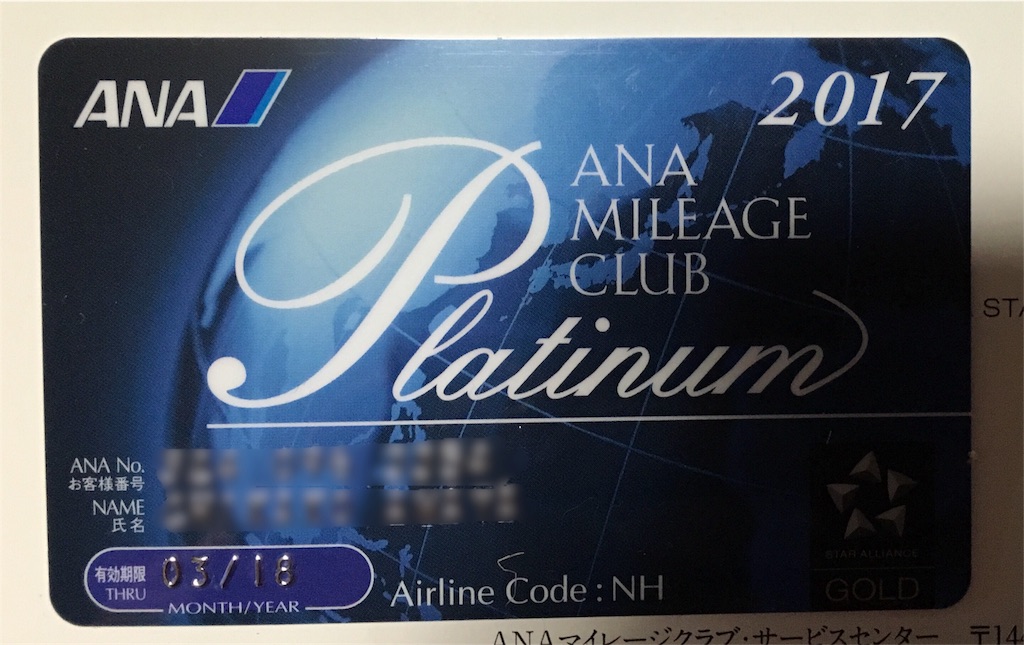 ANA
2017
ANA
MILEAGE
CLUB
Platinum
STA
ANA No.
お客様番号
NAME
氏名
有効期限
THRU
03/18
MONTH/YEAR
Airline Code : NH
STAR ALLIANCE
GOLD
ANAマイレージクラブ・サービスセンター 〒144